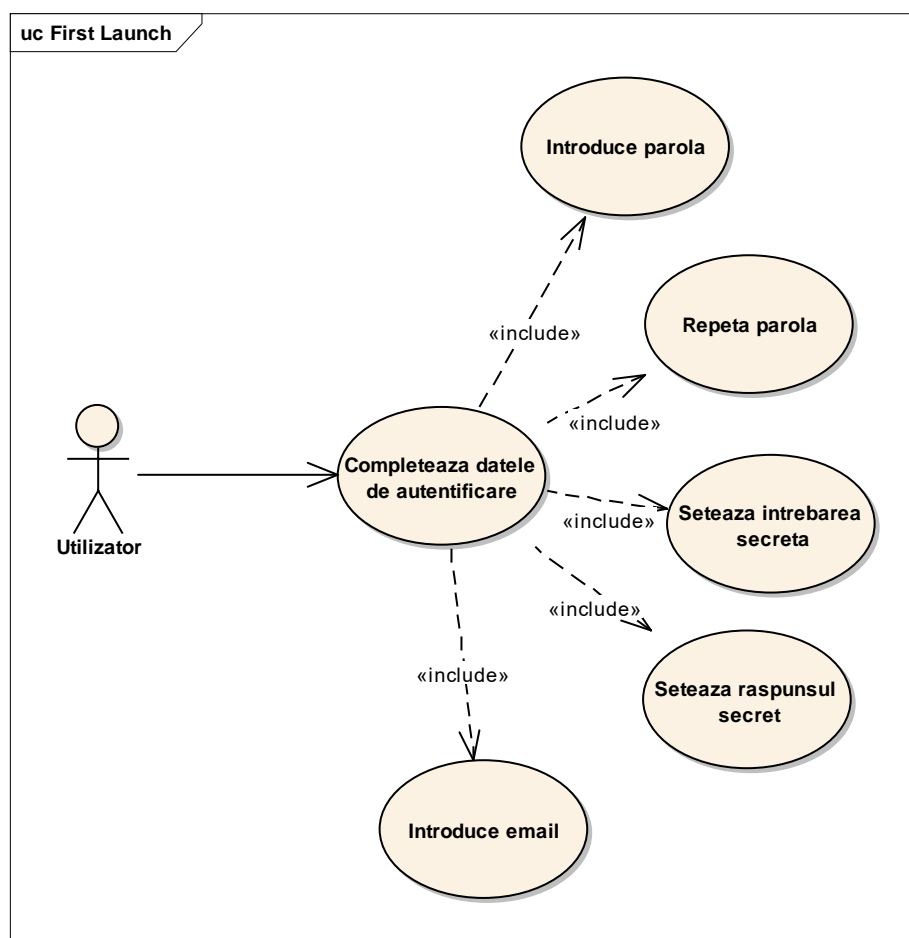 uc First Launch
Introduce parola
«include»
Repeta parola
«include»
Completeaza datele
de autentificare
Utilizator
«include»
Seteaza intrebarea
secreta
«include»
Seteaza raspunsul
secret
«include»
Introduce email